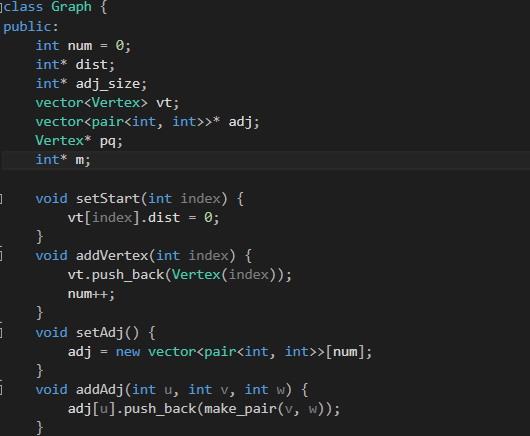 class Graph {
public:
    int num = 0;
    int* dist;
    int* adj_size;
    vector<Vertex> vt;
    vector<pair<int, int>>* adj;
    Vertex* pq;
    int* m;

    void setStart(int index) {
        vt[index].dist = 0;
    }
    void addVertex(int index) {
        vt.push_back(Vertex(index));
        num++;
    }
    void setAdj() {
        adj = new vector<pair<int, int>>[num];
    }
    void addAdj(int u, int v, int w) {
        adj[u].push_back(make_pair(v, w));
    }